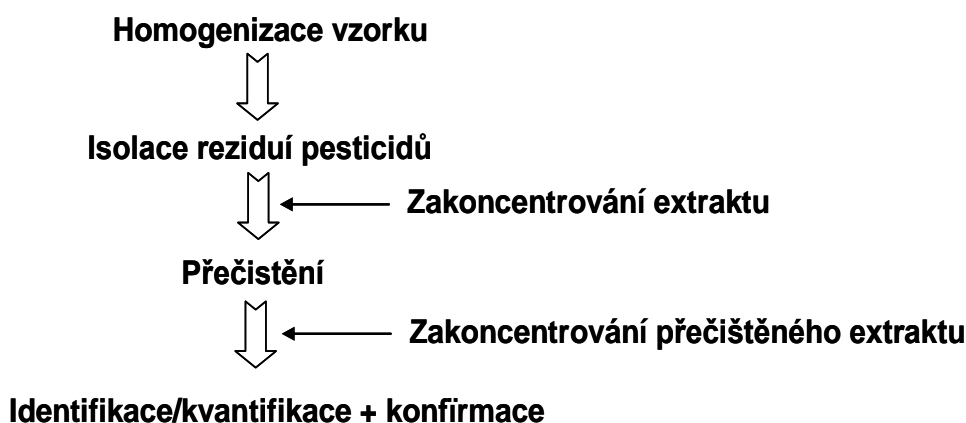 Homogenizace vzorku
Isolace reziduí pesticidů
Zakoncentrování extraktu
Přečistění
Zakoncentrování přečištěného extraktu
Identifikace/kvantifikace + konfirmace